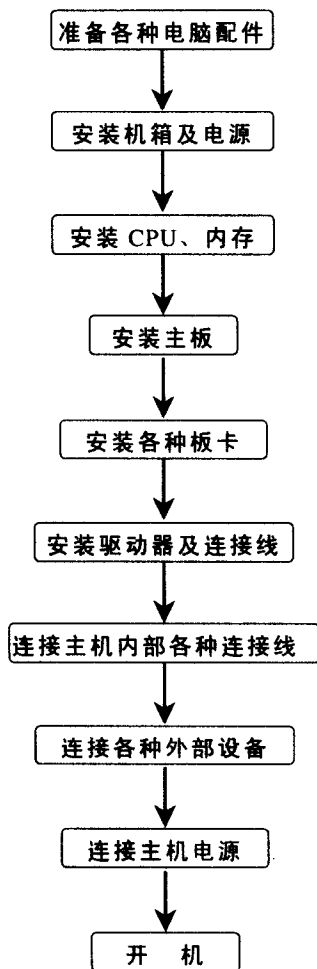 准备各种电脑配件
安装机箱及电源
安装 CPU、内存
安装主板
安装各种板卡
安装驱动器及连接线
连接主机内部各种连接线
连接各种外部设备
连接主机电源
开 机